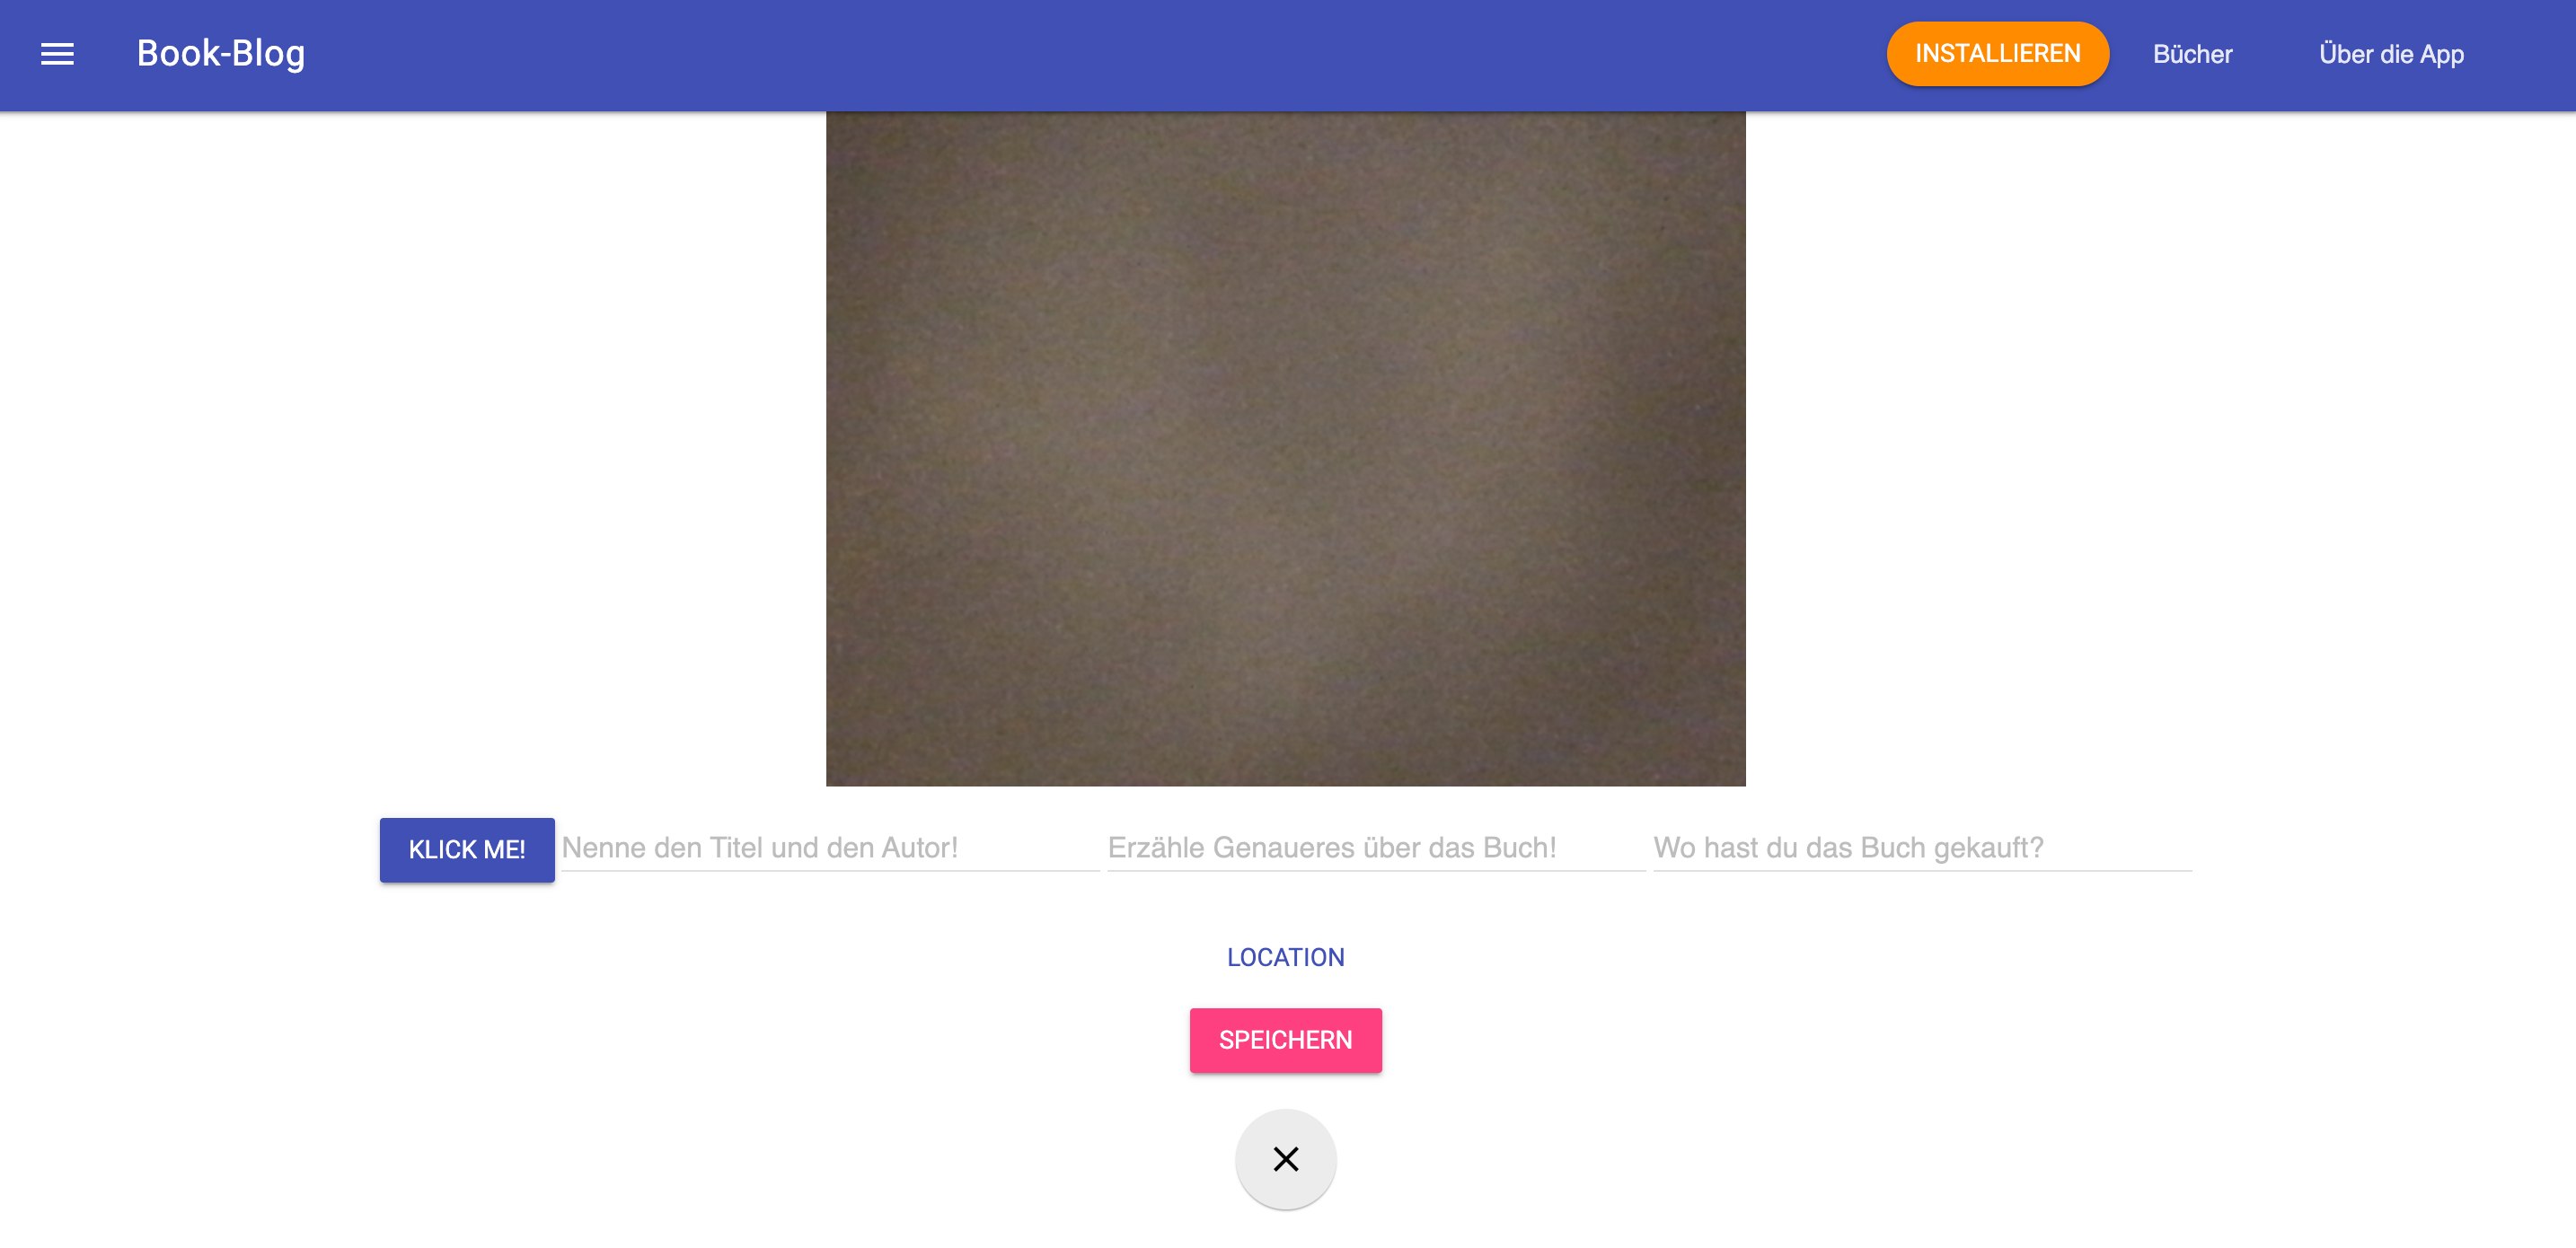 Book-Blog INSTALLIEREN Bücher Über die App
KLICK ME! Nenne den Titel und den Autor! Erzähle Genaueres über das Buch! Wo hast du das Buch gekauft?
LOCATION
SPEICHERN